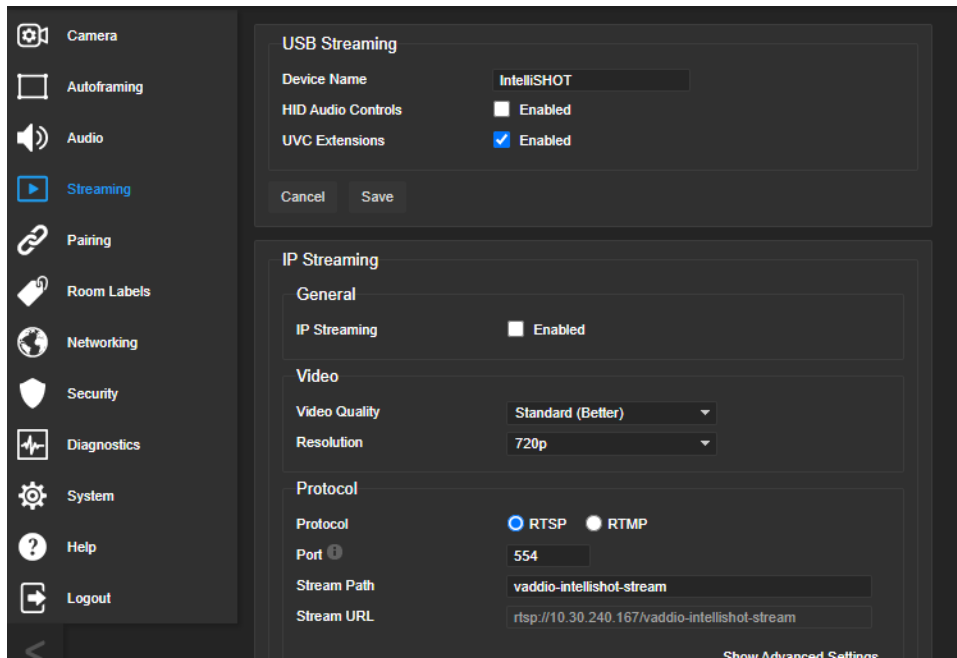 Camera
Autoframing
Audio
Streaming
Pairing
Room Labels
Networking
Security
Diagnostics
System
Help
Logout
USB Streaming
Device Name IntelliSHOT
HID Audio Controls Enabled
UVC Extensions Enabled
Cancel Save
IP Streaming
General
IP Streaming Enabled
Video
Video Quality Standard (Better)
Resolution 720p
Protocol
Protocol RTSP RTMP
Port 554
Stream Path vaddio-intellishot-stream
Stream URL rtsp://10.30.240.167/vaddio-intellishot-stream
Show Advanced Settings